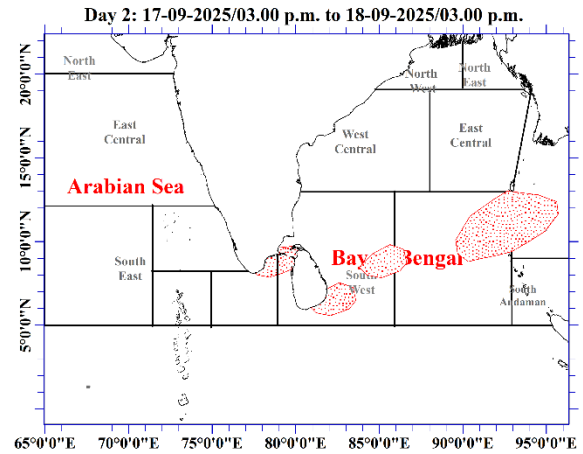 Day 2: 17-09-2025/03.00 p.m. to 18-09-2025/03.00 p.m.
North
East
North
West
North
East
East
Central
West
Central
East
Central
Arabian Sea
South
East
Bay Bengal
South
West
South
Andaman
20°0'0"N
15°0'0"N
10°0'0"N
5°0'0"N
65°0'0"E 70°0'0"E 75°0'0"E 80°0'0"E 85°0'0"E 90°0'0"E 95°0'0"E